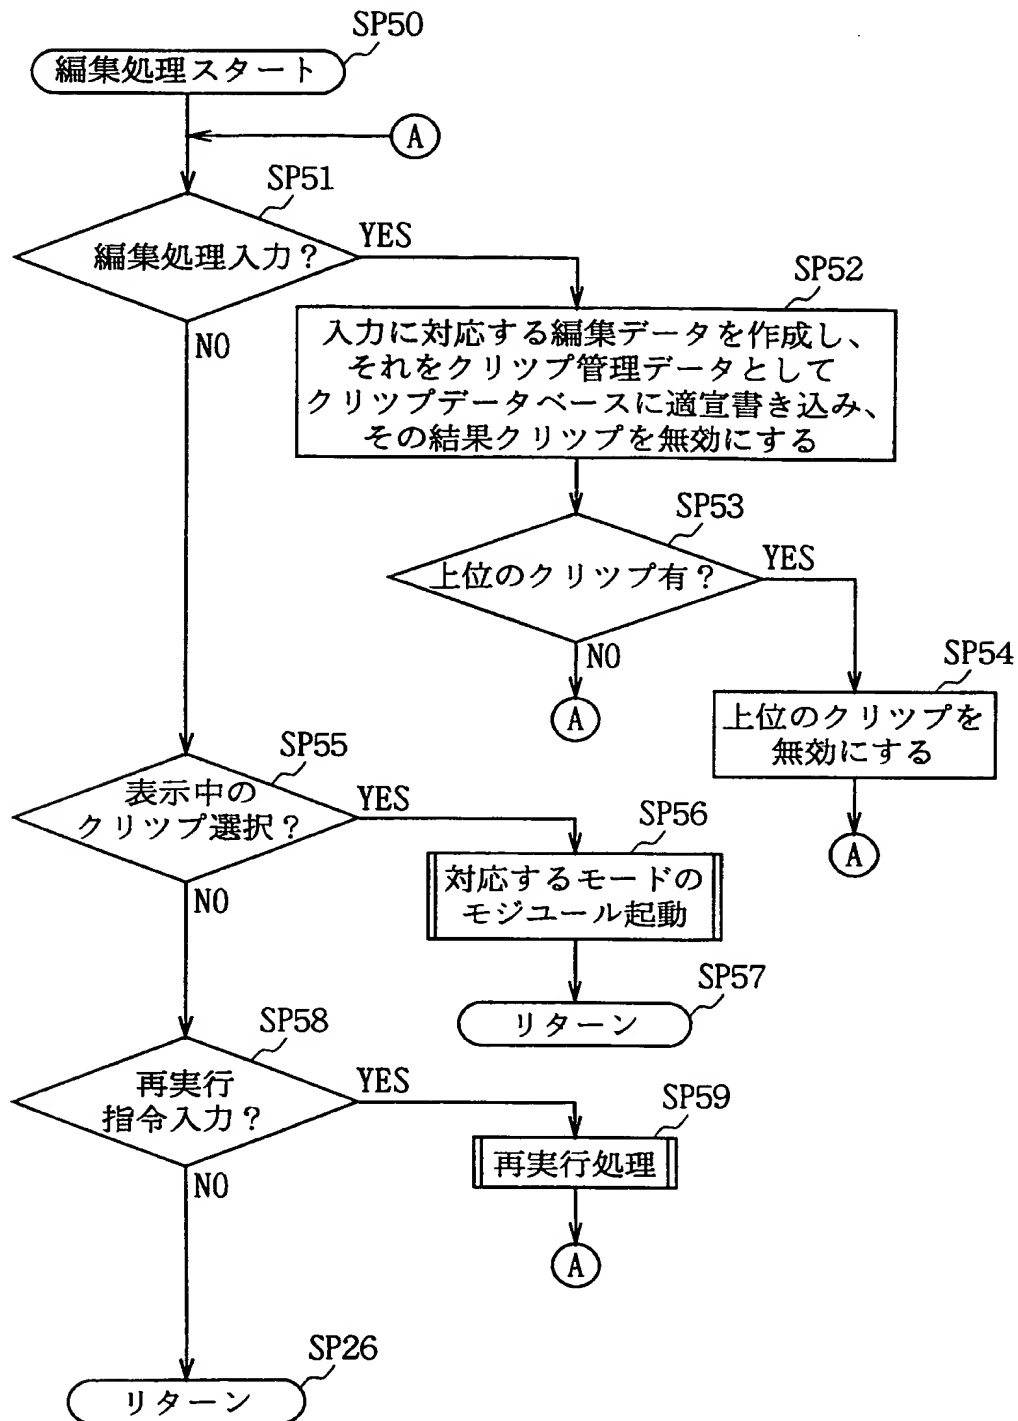 SP50
編集処理スタート
A
SP51
編集処理入力?
YES
NO
SP52
入力に対応する編集データを作成し、
それをクリツプ管理データとして
クリツプデータベースに適宣書き込み、
その結果クリツプを無効にする
SP53
上位のクリツプ有?
YES
NO
A
SP54
上位のクリツプを
無効にする
A
SP55
表示中の
クリツプ選択?
YES
NO
SP56
対応するモードの
モジユール起動
SP57
リターン
SP58
再実行
指令入力?
YES
NO
SP59
再実行処理
A
SP26
リターン